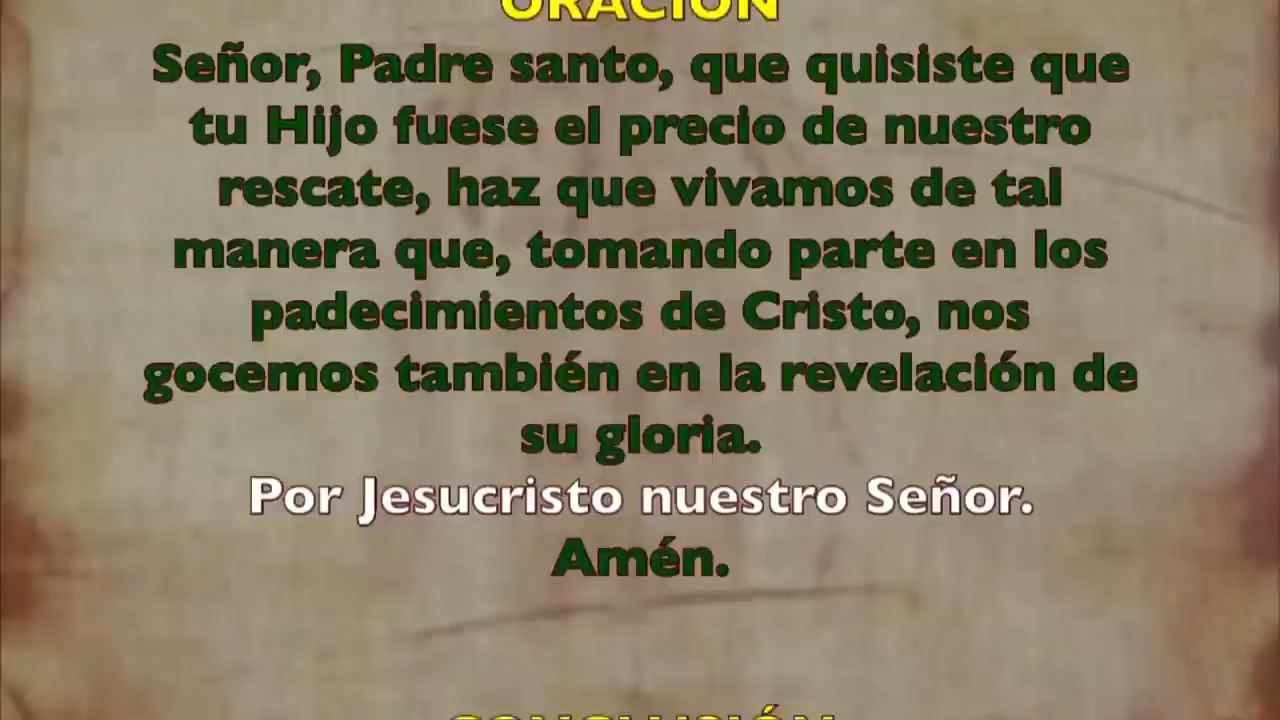 ORACIÓN
Señor, Padre santo, que quisiste que
tu Hijo fuese el precio de nuestro
rescate, haz que vivamos de tal
manera que, tomando parte en los
padecimientos de Cristo, nos
gocemos también en la revelación de
su gloria.
Por Jesucristo nuestro Señor.
Amén.
CONCLUSIÓN